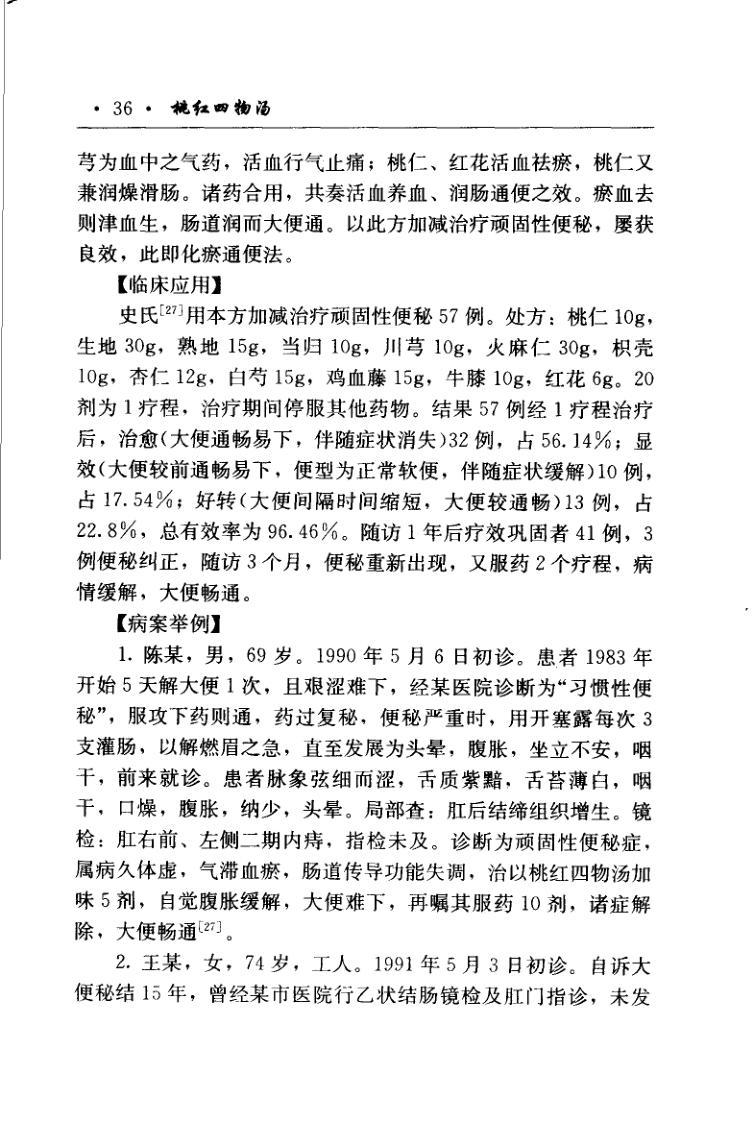 · 36 · 桃红四物汤
芎为血中之气药，活血行气止痛；桃仁、红花活血祛瘀，桃仁又
兼润燥滑肠。诸药合用，共奏活血养血、润肠通便之效。瘀血去
则津血生，肠道润而大便通。以此方加减治疗顽固性便秘，屡获
良效，此即化瘀通便法。
【临床应用】
史氏[27]用本方加减治疗顽固性便秘 57 例。处方：桃仁 10g，
生地 30g，熟地 15g，当归 10g，川芎 10g，火麻仁 30g，枳壳
10g，杏仁 12g，白芍 15g，鸡血藤 15g，牛膝 10g，红花 6g。20
剂为 1 疗程，治疗期间停服其他药物。结果 57 例经 1 疗程治疗
后，治愈(大便通畅易下，伴随症状消失)32 例，占 56.14%；显
效(大便较前通畅易下，便型为正常软便，伴随症状缓解)10 例，
占 17.54%；好转(大便间隔时间缩短，大便较通畅)13 例，占
22.8%，总有效率为 96.46%。随访 1 年后疗效巩固者 41 例，3
例便秘纠正，随访 3 个月，便秘重新出现，又服药 2 个疗程，病
情缓解，大便畅通。
【病案举例】
1. 陈某，男，69 岁。1990 年 5 月 6 日初诊。患者 1983 年
开始 5 天解大便 1 次，且艰涩难下，经某医院诊断为“习惯性便
秘”，服攻下药则通，药过复秘，便秘严重时，用开塞露每次 3
支灌肠，以解燃眉之急，直至发展为头晕，腹胀，坐立不安，咽
干，前来就诊。患者脉象弦细而涩，舌质紫黯，舌苔薄白，咽
干，口燥，腹胀，纳少，头晕。局部查：肛后结缔组织增生。镜
检：肛右前、左侧二期内痔，指检未及。诊断为顽固性便秘症，
属病久体虚，气滞血瘀，肠道传导功能失调，治以桃红四物汤加
味 5 剂，自觉腹胀缓解，大便难下，再嘱其服药 10 剂，诸症解
除，大便畅通[27]。
2. 王某，女，74 岁，工人。1991 年 5 月 3 日初诊。自诉大
便秘结 15 年，曾经某市医院行乙状结肠镜检及肛门指诊，未发